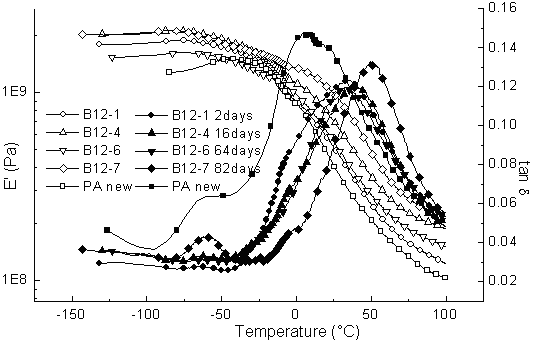 0.16
0.14
0.12
0.10
0.08
0.06
0.04
0.02
tan δ
1E9
1E8
E' (Pa)
B12-1
B12-4
B12-6
B12-7
PA new
B12-1 2days
B12-4 16days
B12-6 64days
B12-7 82days
PA new
-150
-100
-50
0
50
100
Temperature (°C)